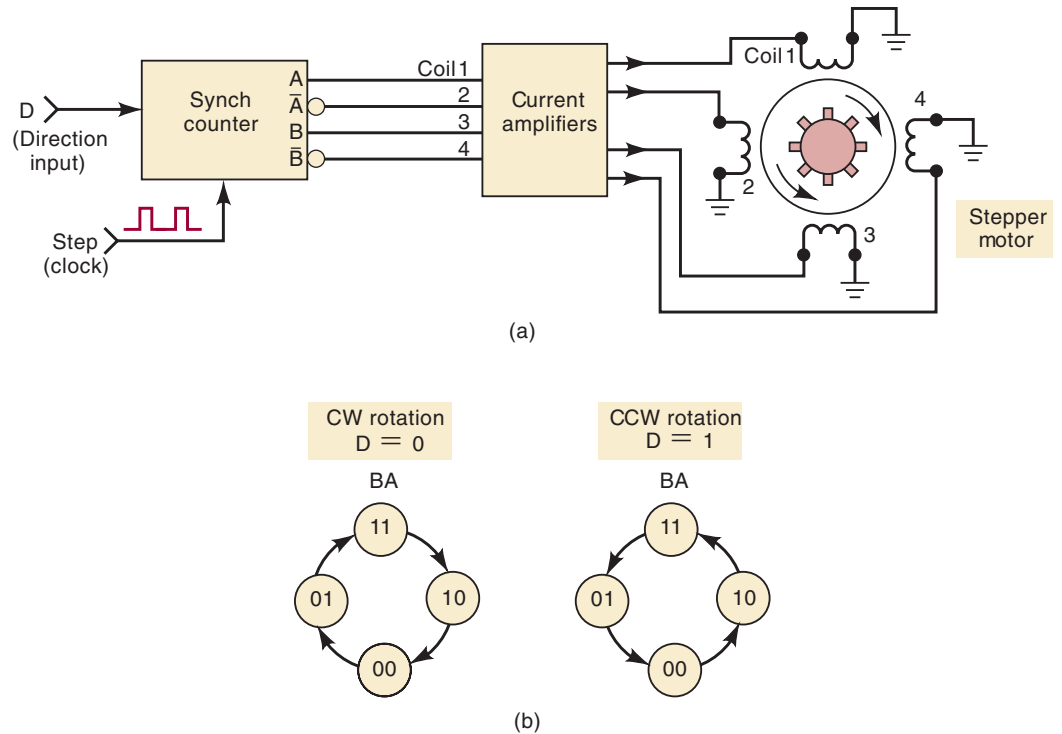 Coil 1
4
D
(Direction
input)
Synch
counter
A
A̅
B
B̅
Coil 1
2
3
4
Current
amplifiers
2
3
Step
(clock)
Stepper
motor
(a)
CW rotation
D = 0
CCW rotation
D = 1
BA
BA
11
11
01
10
01
10
00
00
(b)